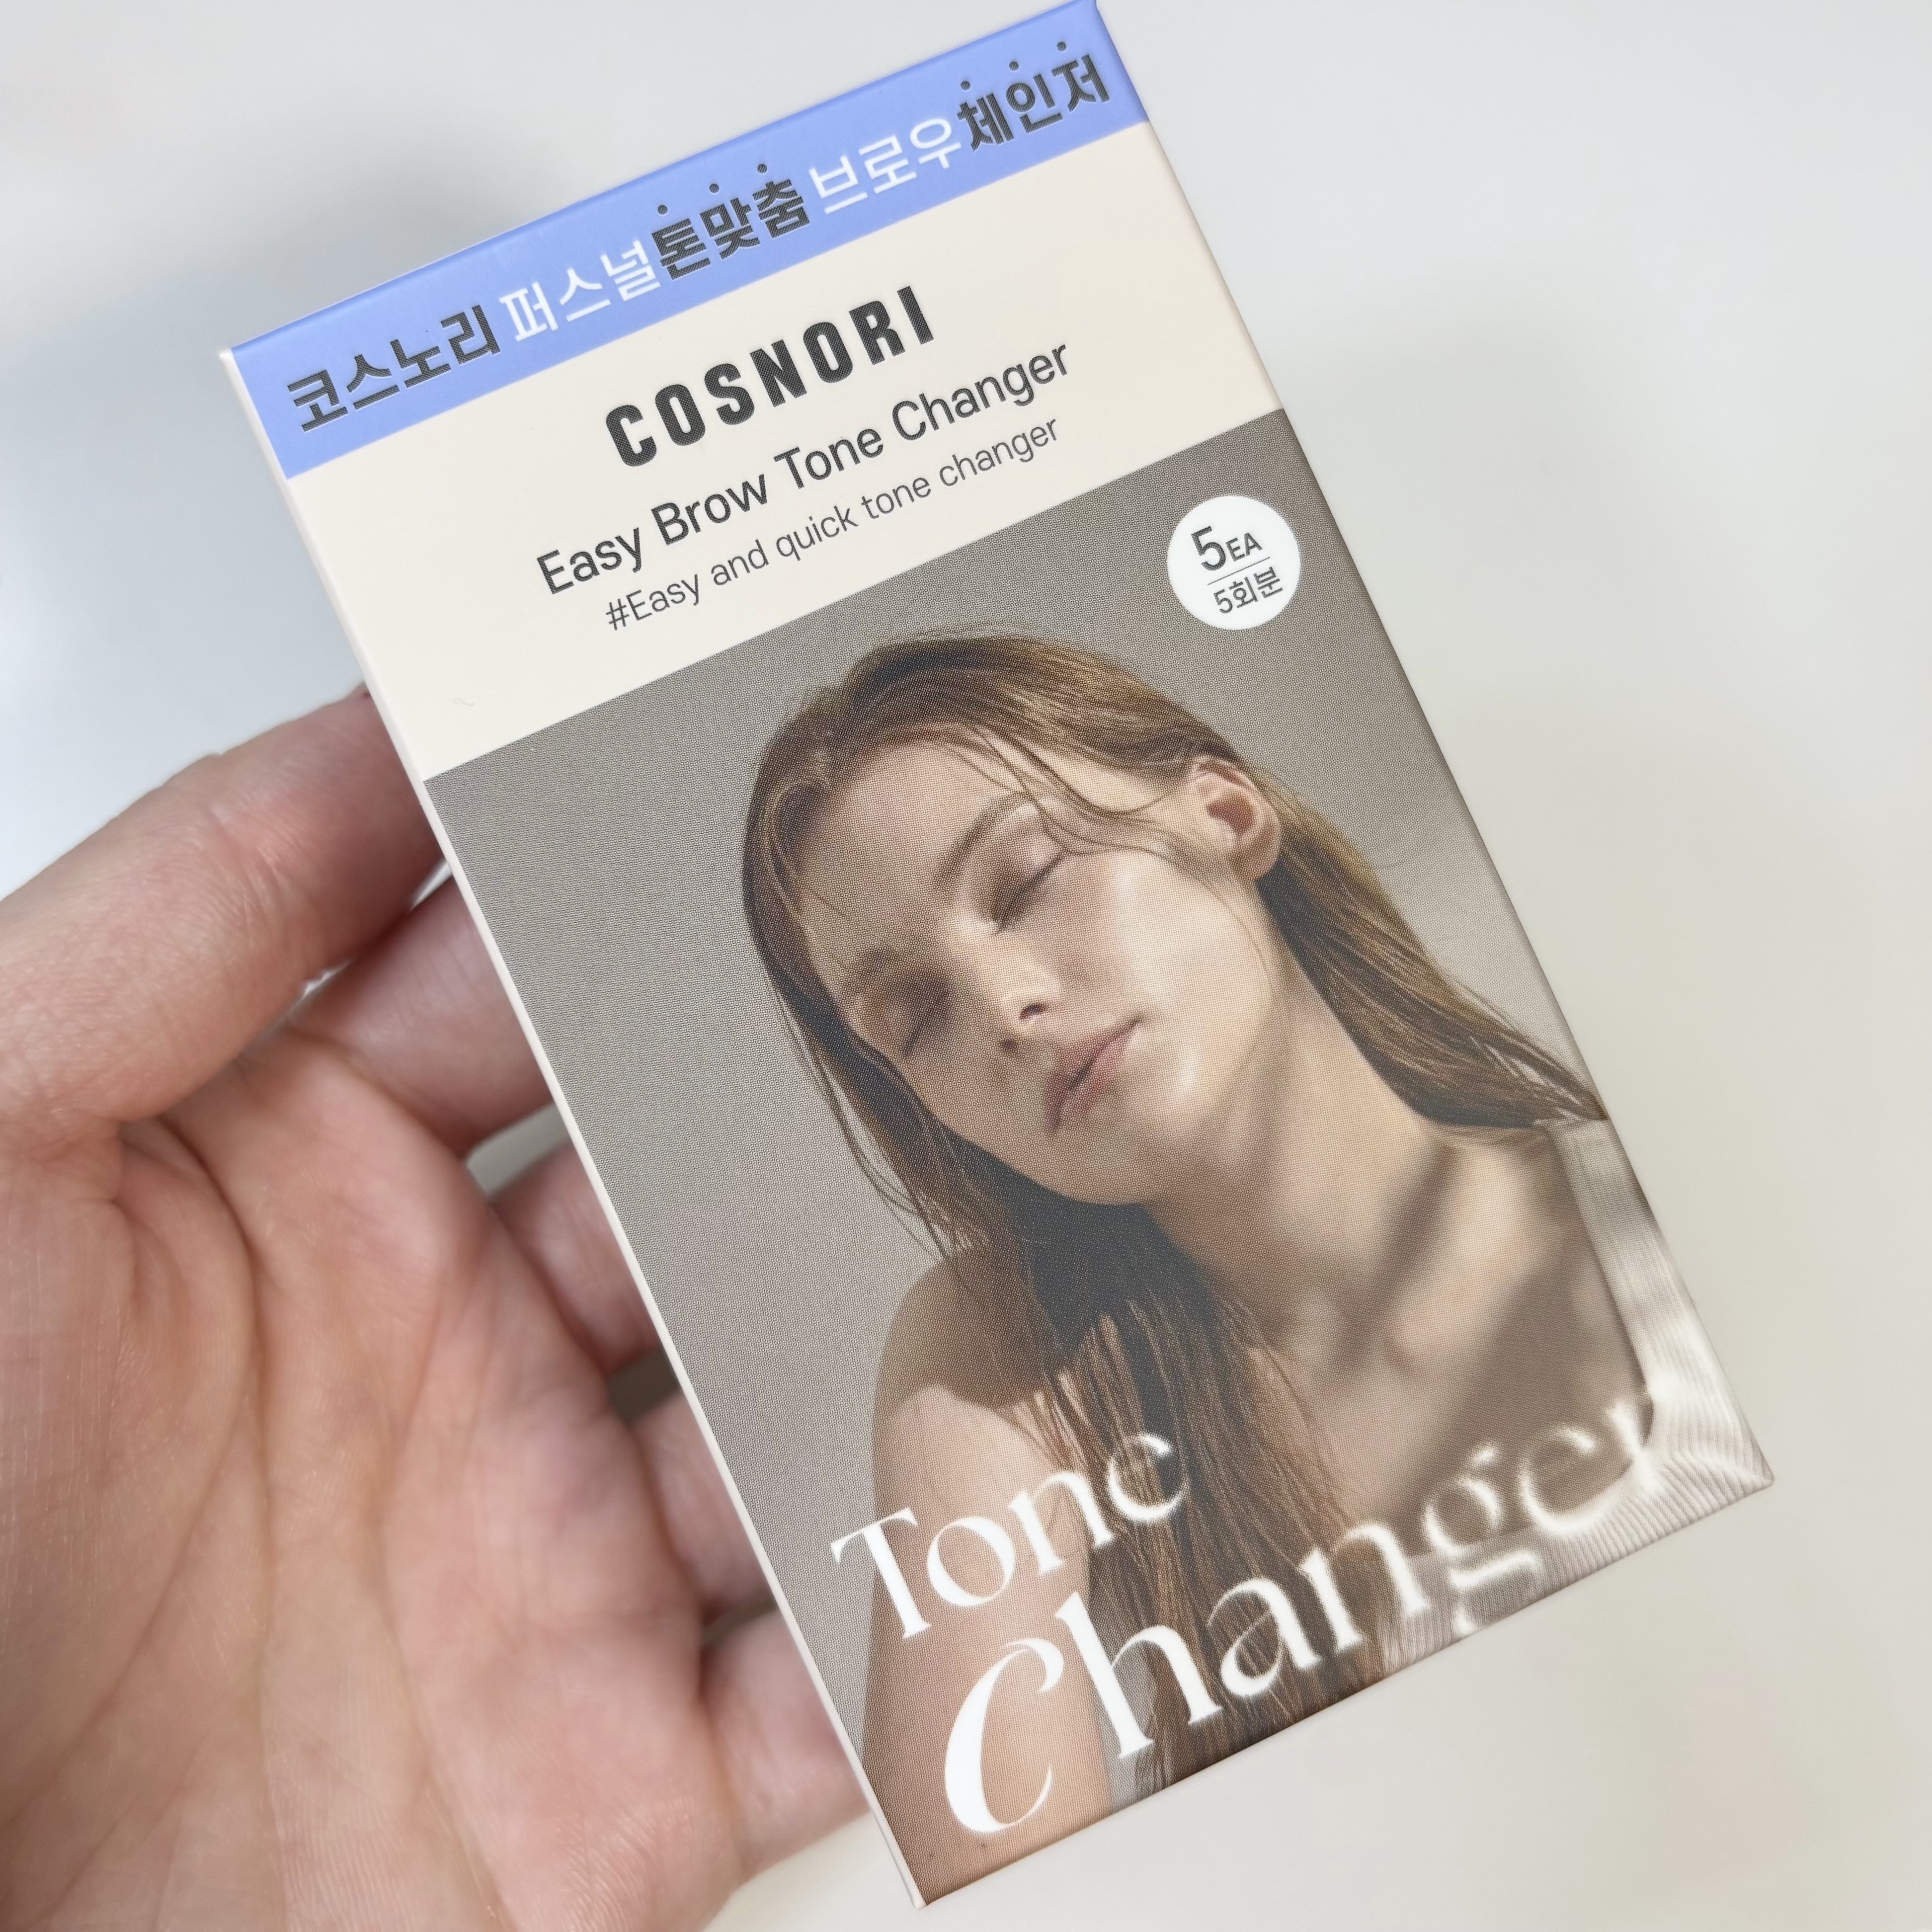 코스노리 퍼스널톤맞춤 브로우체인저
COSNORI
Easy Brow Tone Changer
#Easy and quick tone changer
5EA
5회분
Tone
Changer